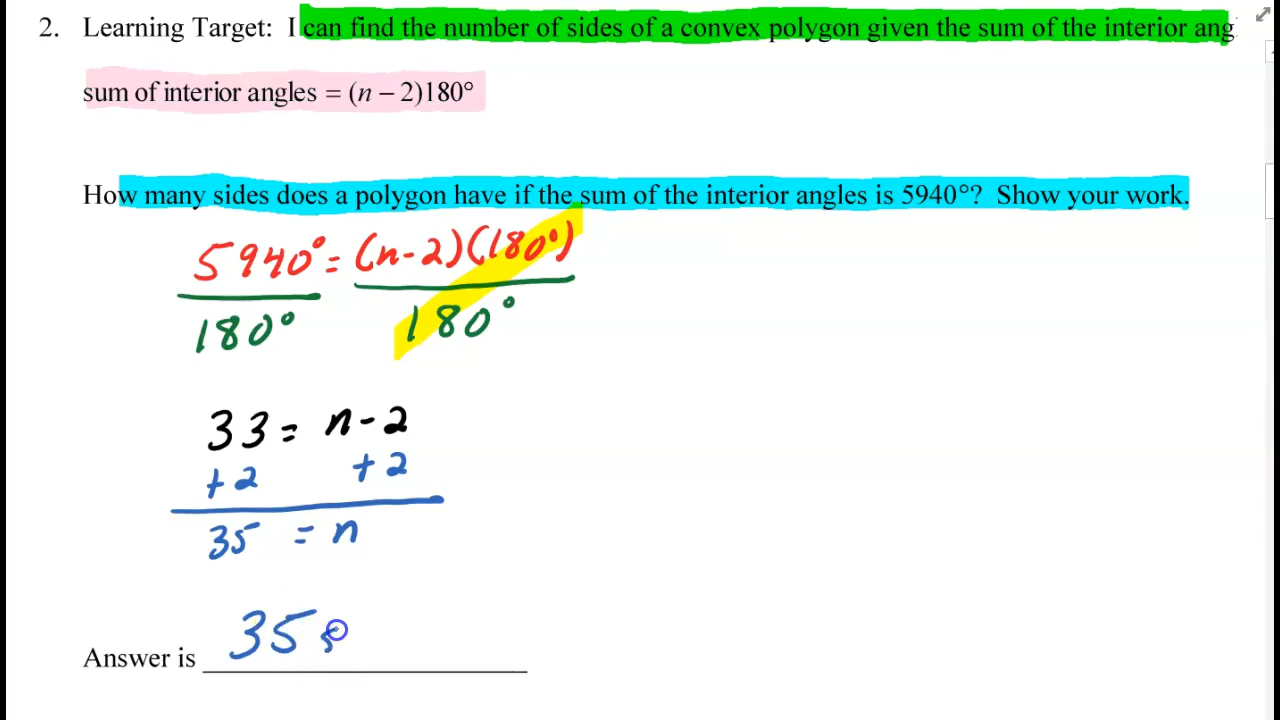 2. Learning Target: I can find the number of sides of a convex polygon given the sum of the interior ang
sum of interior angles = (n − 2)180°
How many sides does a polygon have if the sum of the interior angles is 5940°? Show your work.
5940° = (n-2)(180°)
180° 180°
33 = n-2
+2 +2
35 = n
Answer is 35 s